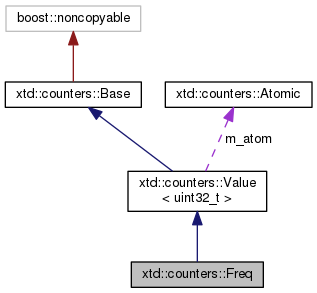 boost::noncopyable
xtd::counters::Base
xtd::counters::Atomic
m_atom
xtd::counters::Value
< uint32_t >
xtd::counters::Freq